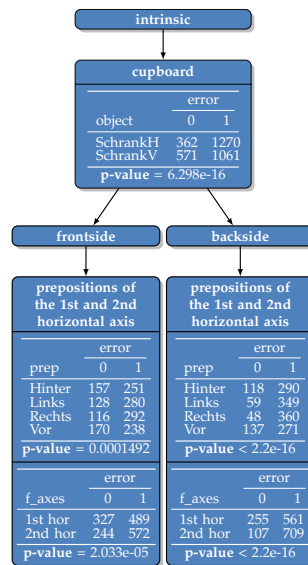 intrinsic
cupboard
error
object 0 1
SchrankH 362 1270
SchrankV 571 1061
p-value = 6.298e-16
frontside
prepositions of
the 1st and 2nd
horizontal axis
error
prep 0 1
Hinter 157 251
Links 128 280
Rechts 116 292
Vor 170 238
p-value = 0.0001492
error
f_axes 0 1
1st hor 327 489
2nd hor 244 572
p-value = 2.033e-05
backside
prepositions of
the 1st and 2nd
horizontal axis
error
prep 0 1
Hinter 118 290
Links 59 349
Rechts 48 360
Vor 137 271
p-value < 2.2e-16
error
f_axes 0 1
1st hor 255 561
2nd hor 107 709
p-value < 2.2e-16